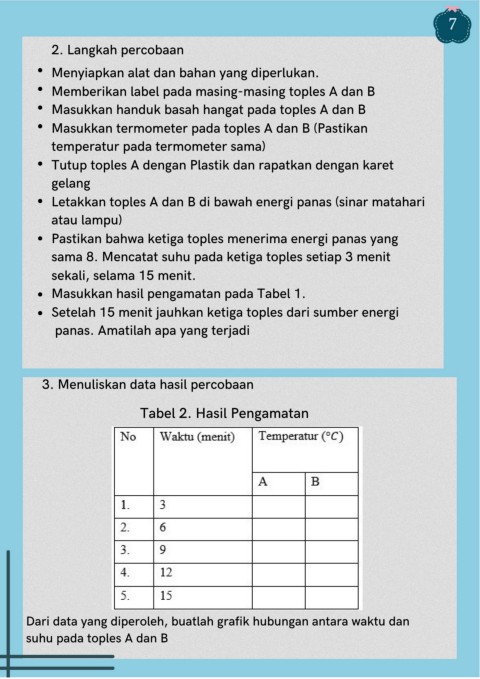 7
2. Langkah percobaan
• Menyiapkan alat dan bahan yang diperlukan.
• Memberikan label pada masing-masing toples A dan B
• Masukkan handuk basah hangat pada toples A dan B
• Masukkan termometer pada toples A dan B (Pastikan
temperatur pada termometer sama)
• Tutup toples A dengan Plastik dan rapatkan dengan karet
gelang
• Letakkan toples A dan B di bawah energi panas (sinar matahari
atau lampu)
• Pastikan bahwa ketiga toples menerima energi panas yang
sama 8. Mencatat suhu pada ketiga toples setiap 3 menit
sekali, selama 15 menit.
• Masukkan hasil pengamatan pada Tabel 1.
• Setelah 15 menit jauhkan ketiga toples dari sumber energi
panas. Amatilah apa yang terjadi
3. Menuliskan data hasil percobaan
Tabel 2. Hasil Pengamatan
No Waktu (menit) Temperatur (°C)
A B
1. 3
2. 6
3. 9
4. 12
5. 15
Dari data yang diperoleh, buatlah grafik hubungan antara waktu dan
suhu pada toples A dan B